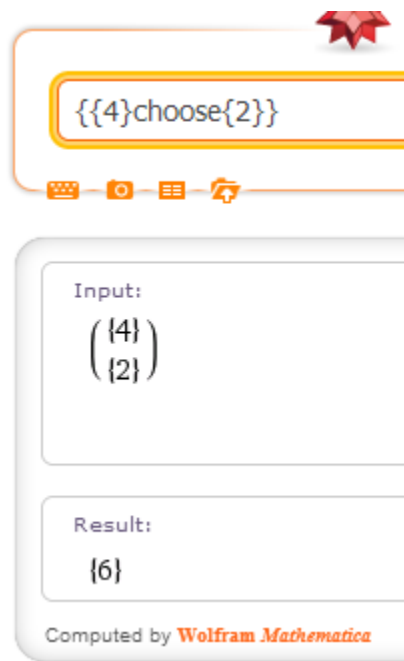 {{4}choose{2}}
Input:
({4}
{2})
Result:
{6}
Computed by Wolfram Mathematica